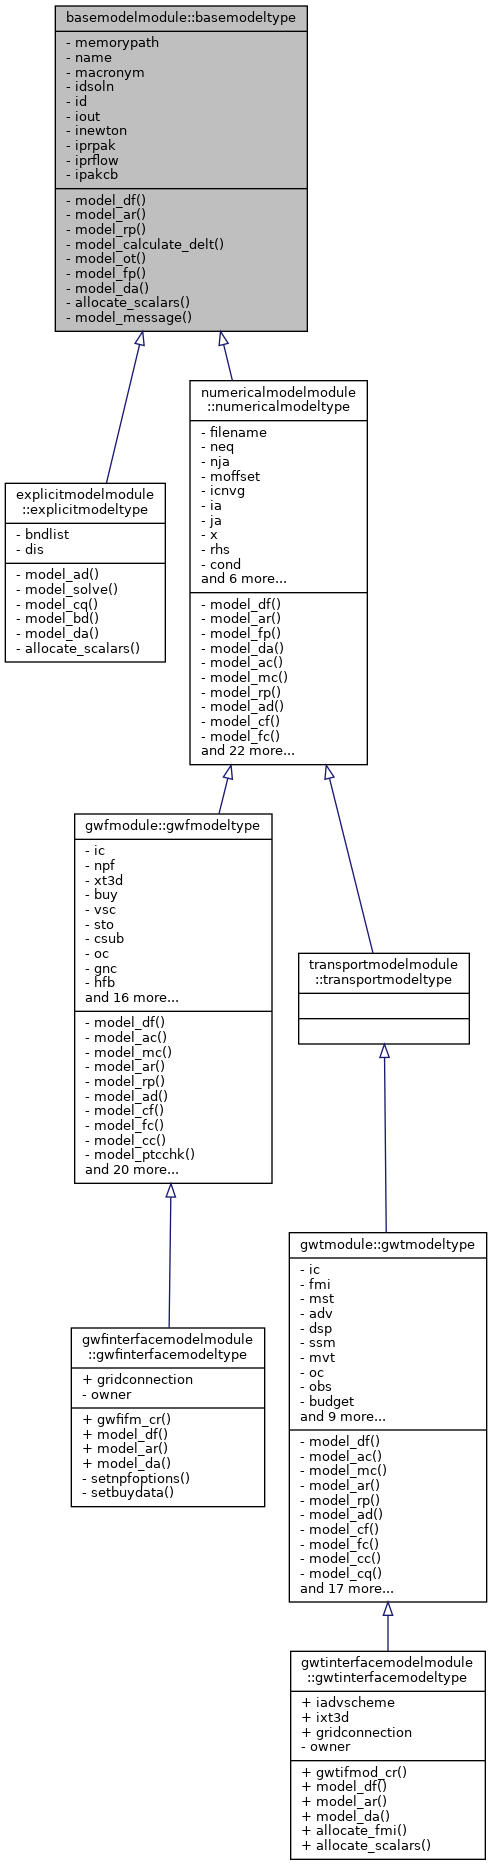 basemodelmodule::basemodeltype
- memorypath
- name
- macronym
- idsoln
- id
- iout
- inewton
- iprpak
- iprflow
- ipakcb
- model_df()
- model_ar()
- model_rp()
- model_calculate_delt()
- model_ot()
- model_fp()
- model_da()
- allocate_scalars()
- model_message()
explicitmodelmodule
::explicitmodeltype
- bndlist
- dis
- model_ad()
- model_solve()
- model_cq()
- model_bd()
- model_da()
- allocate_scalars()
numericalmodelmodule
::numericalmodeltype
- filename
- neq
- nja
- moffset
- icnvg
- ia
- ja
- x
- rhs
- cond
and 6 more...
- model_df()
- model_ar()
- model_fp()
- model_da()
- model_ac()
- model_mc()
- model_rp()
- model_ad()
- model_cf()
- model_fc()
and 22 more...
gwfmodule::gwfmodeltype
- ic
- npf
- xt3d
- buy
- vsc
- sto
- csub
- oc
- gnc
- hfb
and 16 more...
- model_df()
- model_ac()
- model_mc()
- model_ar()
- model_rp()
- model_ad()
- model_cf()
- model_fc()
- model_cc()
- model_ptcchk()
and 20 more...
transportmodelmodule
::transportmodeltype
gwfinterfacemodelmodule
::gwfinterfacemodeltype
+ gridconnection
- owner
+ gwfifm_cr()
+ model_df()
+ model_ar()
+ model_da()
- setnpfoptions()
- setbuydata()
gwtmodule::gwtmodeltype
- ic
- fmi
- mst
- adv
- dsp
- ssm
- mvt
- oc
- obs
- budget
and 9 more...
- model_df()
- model_ac()
- model_mc()
- model_ar()
- model_rp()
- model_ad()
- model_cf()
- model_fc()
- model_cc()
- model_cq()
and 17 more...
gwtinterfacemodelmodule
::gwtinterfacemodeltype
+ iadvscheme
+ ixt3d
+ gridconnection
- owner
+ gwtifmod_cr()
+ model_df()
+ model_ar()
+ model_da()
+ allocate_fmi()
+ allocate_scalars()